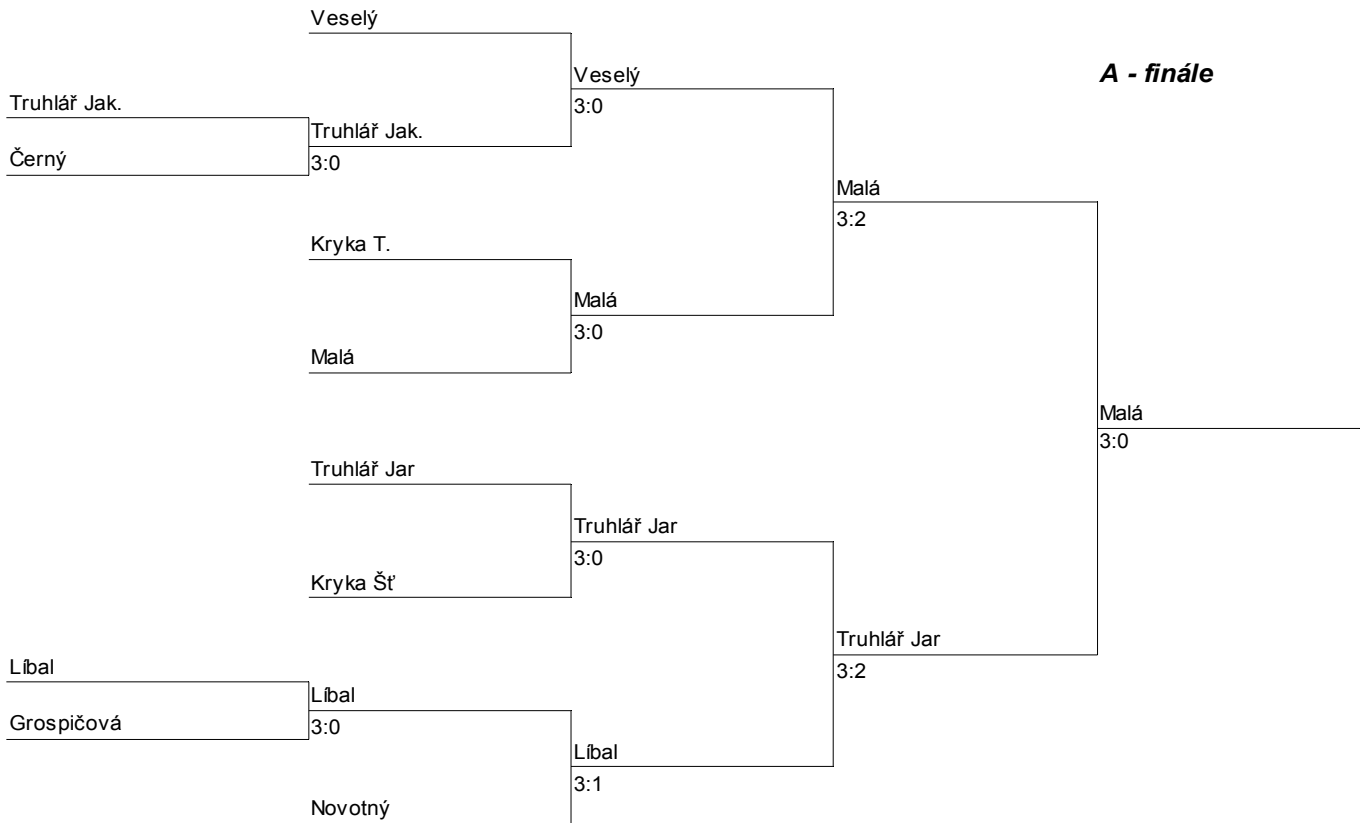 Veselý
A - finále
Veselý
3:0
Truhlář Jak.
Truhlář Jak.
3:0
Černý
Malá
3:2
Kryka T.
Malá
3:0
Malá
Malá
3:0
Truhlář Jar
Truhlář Jar
3:0
Kryka Šť
Truhlář Jar
3:2
Líbal
Líbal
3:0
Grospičová
Líbal
3:1
Novotný